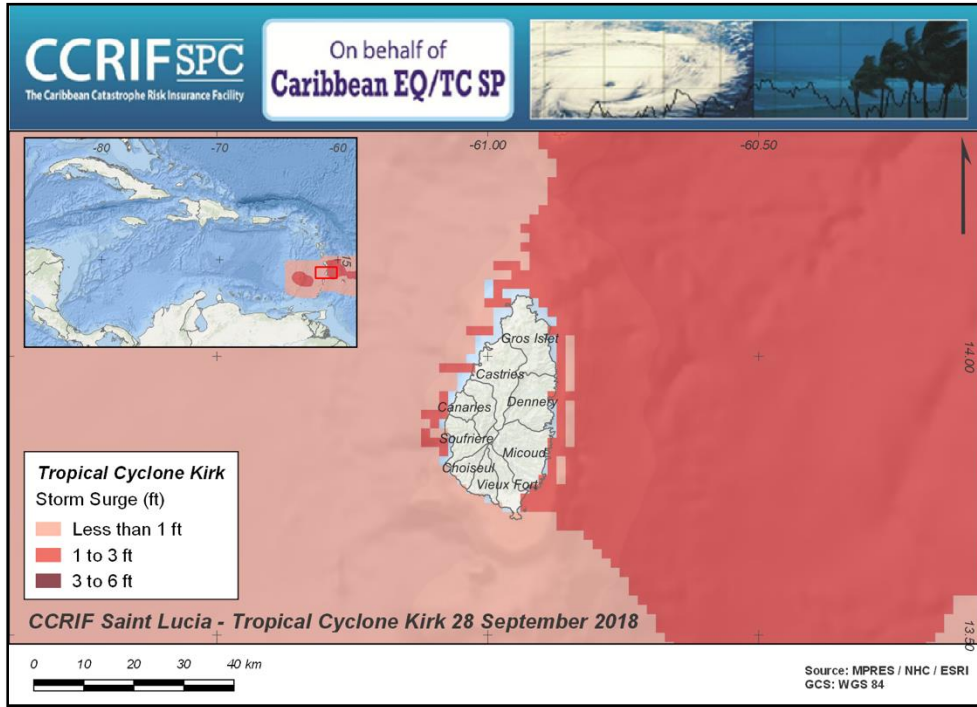 CCRIF SPC
The Caribbean Catastrophe Risk Insurance Facility
On behalf of
Caribbean EQ/TC SP
-80
-70
-60
15
-61.00
-60.50
14.00
13.50
Gros Islet
Castries
Dennery
Canaries
Soufriere
Micoud
Choiseul
Vieux Fort
Tropical Cyclone Kirk
Storm Surge (ft)
Less than 1 ft
1 to 3 ft
3 to 6 ft
CCRIF Saint Lucia - Tropical Cyclone Kirk 28 September 2018
0 10 20 30 40 km
Source: MPRES / NHC / ESRI
GCS: WGS 84